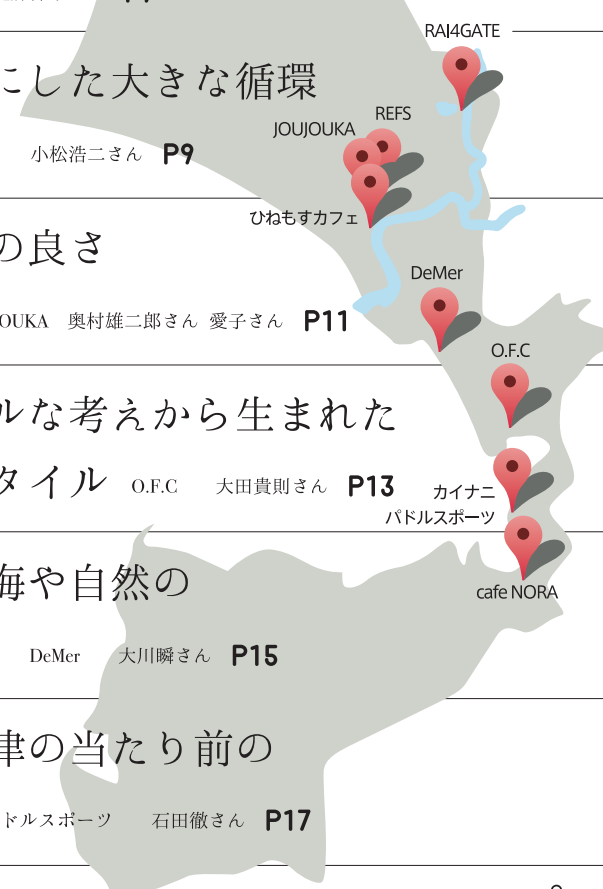 RAI4GATE
にした大きな循環
REFS
JOUJOUKA
小松浩二さん P9
ひねもすカフェ
の良さ
DeMer
OUKA 奥村雄二郎さん 愛子さん P11
O.F.C
ルな考えから生まれた
タイル O.F.C 大田貴則さん P13
カイナニ
パドルスポーツ
海や自然の
cafe NORA
DeMer 大川瞬さん P15
津の当たり前の
ドルスポーツ 石田徹さん P17